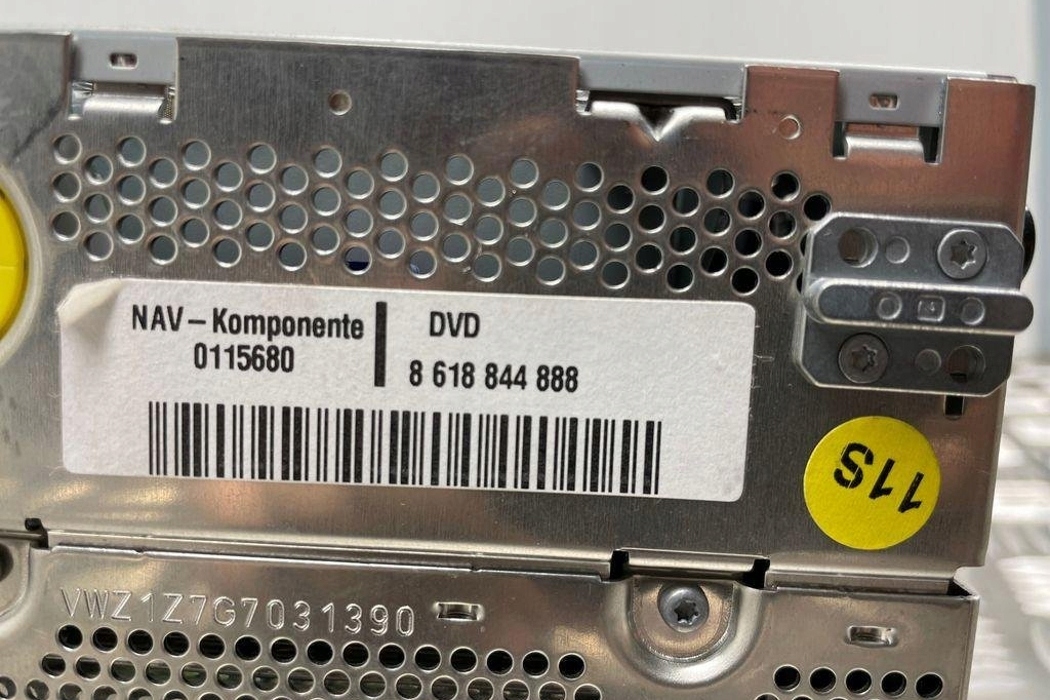 NAV – Komponente
0115680
DVD
8 618 844 888
11S
VWZ1Z7G7031390